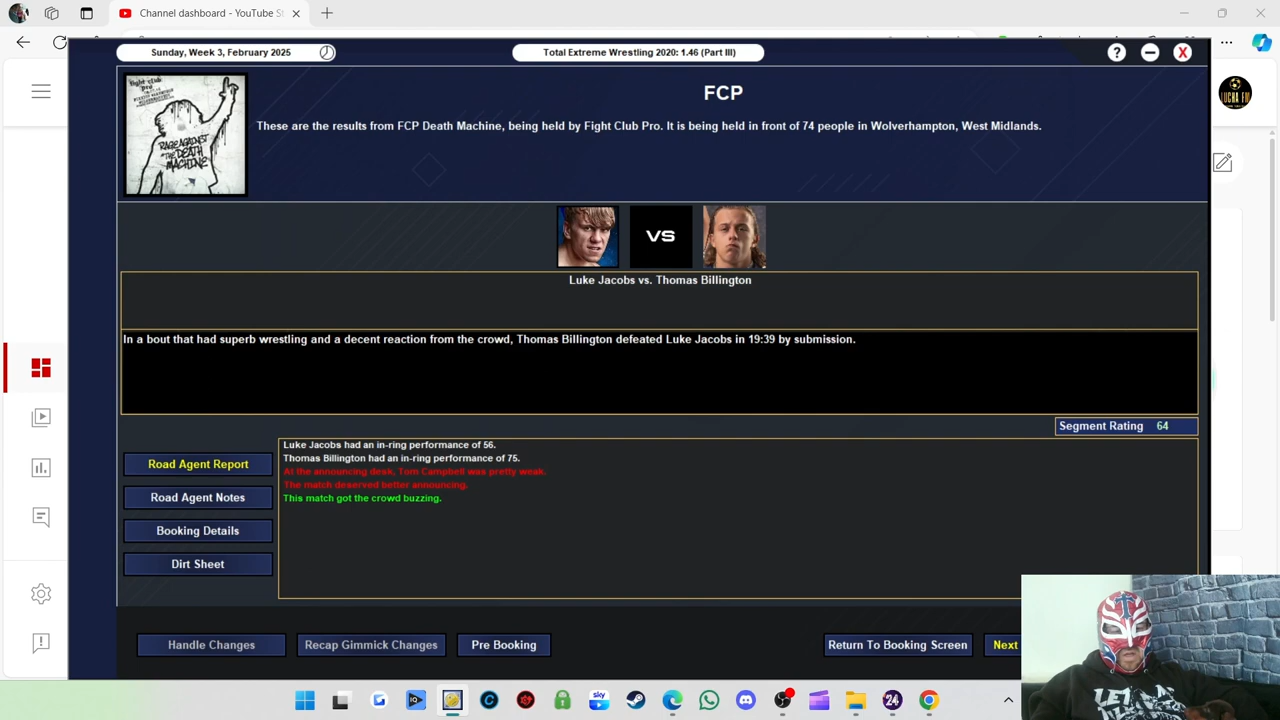 Channel dashboard - YouTube St
Sunday, Week 3, February 2025
Total Extreme Wrestling 2020: 1.46 (Part III)
?
X
FCP
These are the results from FCP Death Machine, being held by Fight Club Pro. It is being held in front of 74 people in Wolverhampton, West Midlands.
fight club
pro
RAGE AGAINST
THE DEATH
MACHINE
LUCHA FM
VS
Luke Jacobs vs. Thomas Billington
In a bout that had superb wrestling and a decent reaction from the crowd, Thomas Billington defeated Luke Jacobs in 19:39 by submission.
Segment Rating 64
Road Agent Report
Road Agent Notes
Booking Details
Dirt Sheet
Luke Jacobs had an in-ring performance of 56.
Thomas Billington had an in-ring performance of 75.
At the announcing desk, Tom Campbell was pretty weak.
The match deserved better announcing.
This match got the crowd buzzing.
Handle Changes
Recap Gimmick Changes
Pre Booking
Return To Booking Screen
Next
sky
24